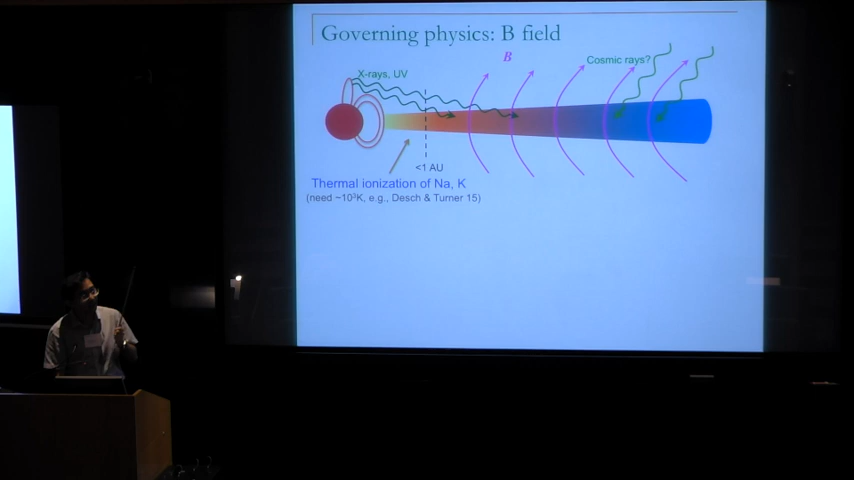 Governing physics: B field
B
Cosmic rays?
X-rays, UV
<1 AU
Thermal ionization of Na, K
(need ~10³K, e.g., Desch & Turner 15)